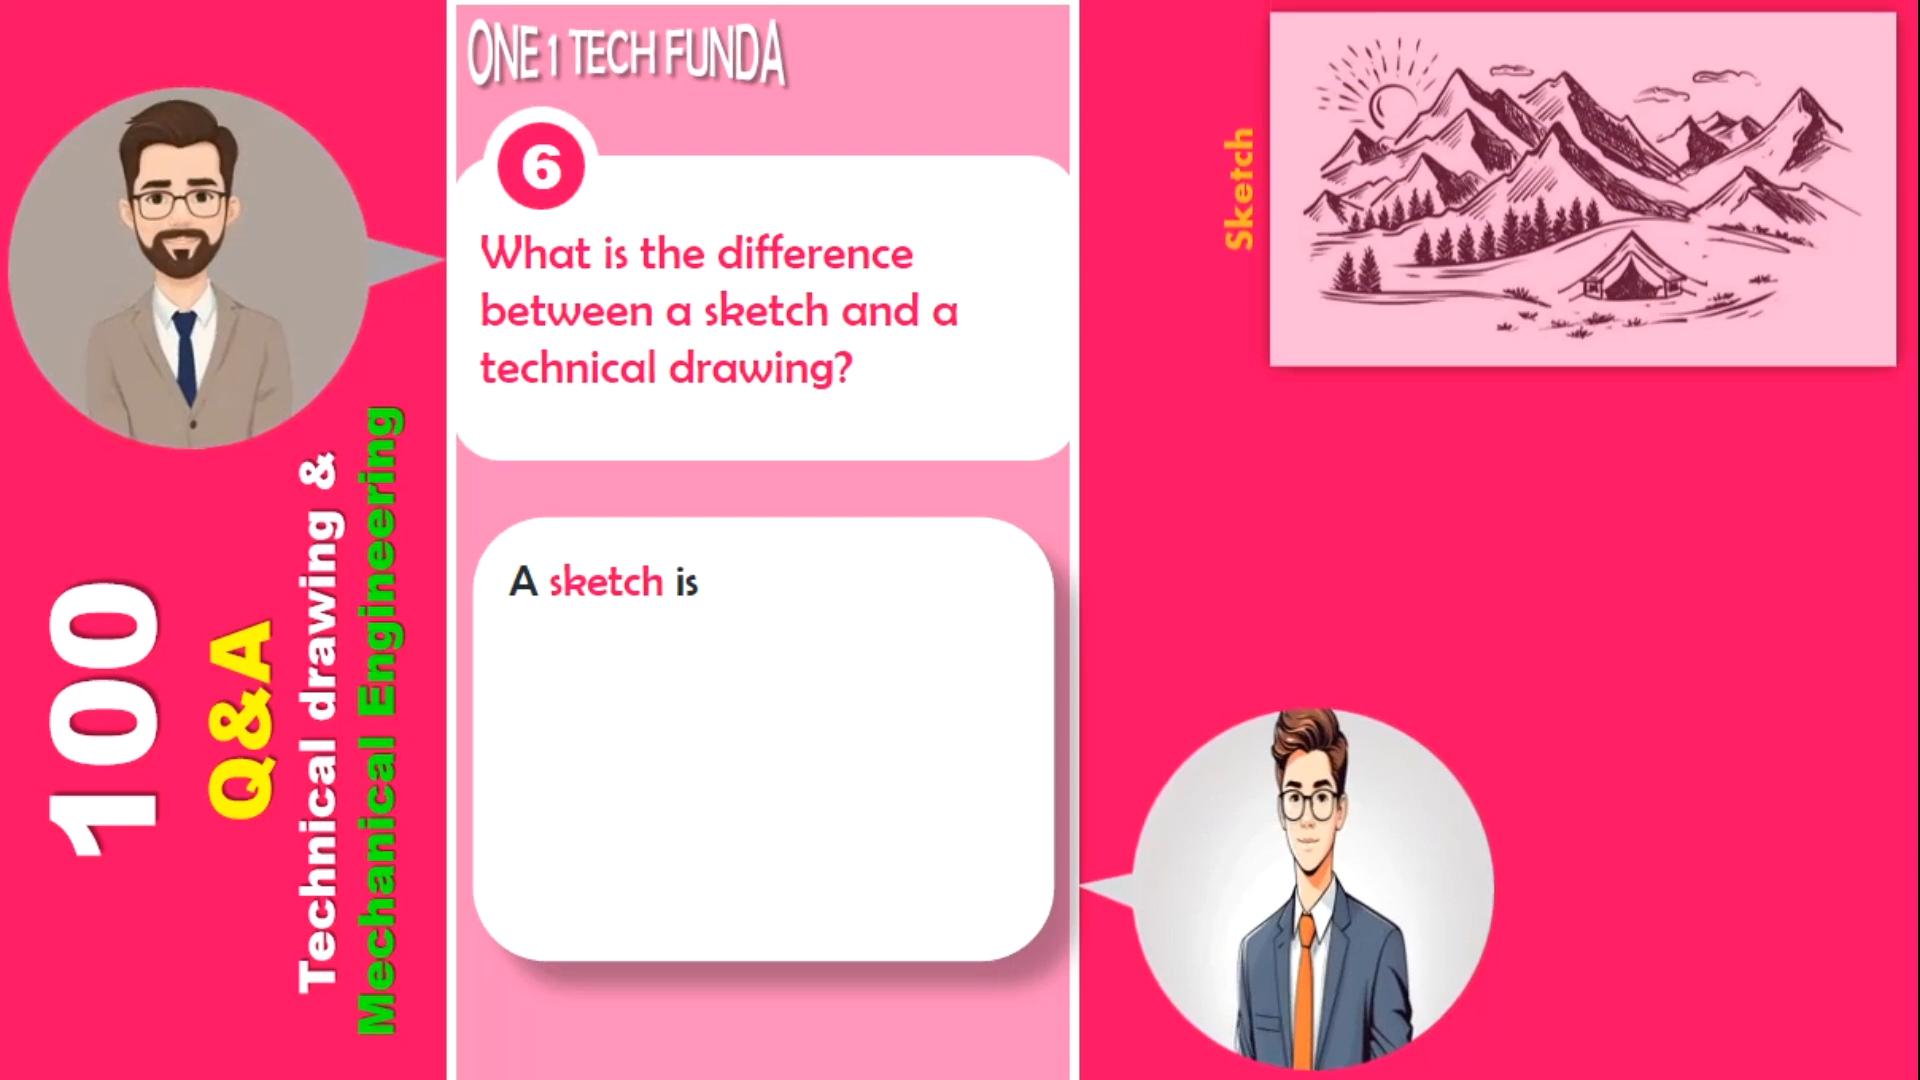 ONE 1 TECH FUNDA
6
What is the difference
between a sketch and a
technical drawing?
A sketch is
Sketch
100
Q&A
Technical drawing &
Mechanical Engineering